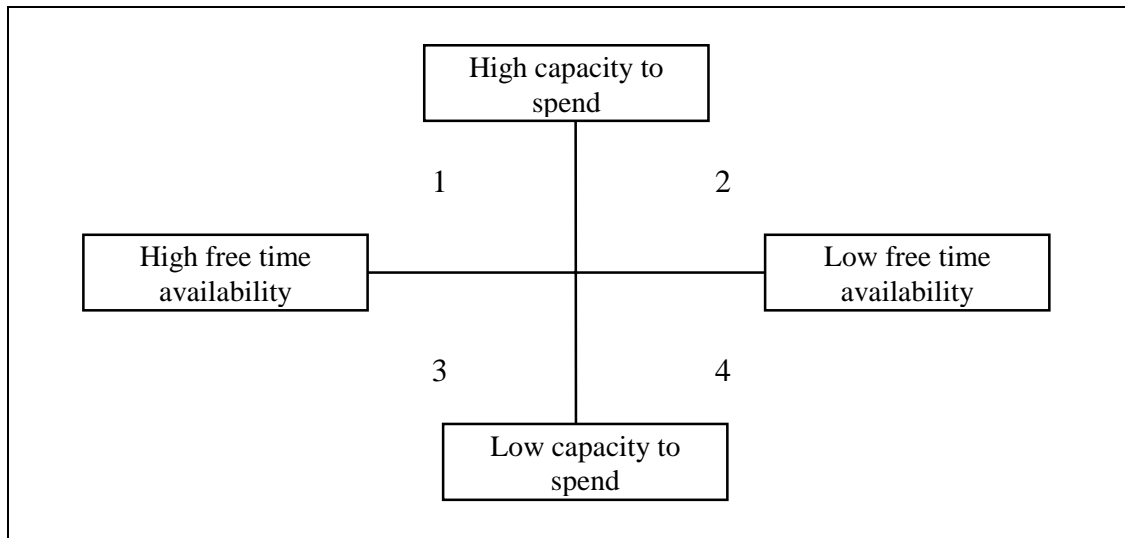 High capacity to
spend
1
2
High free time
availability
Low free time
availability
3
4
Low capacity to
spend